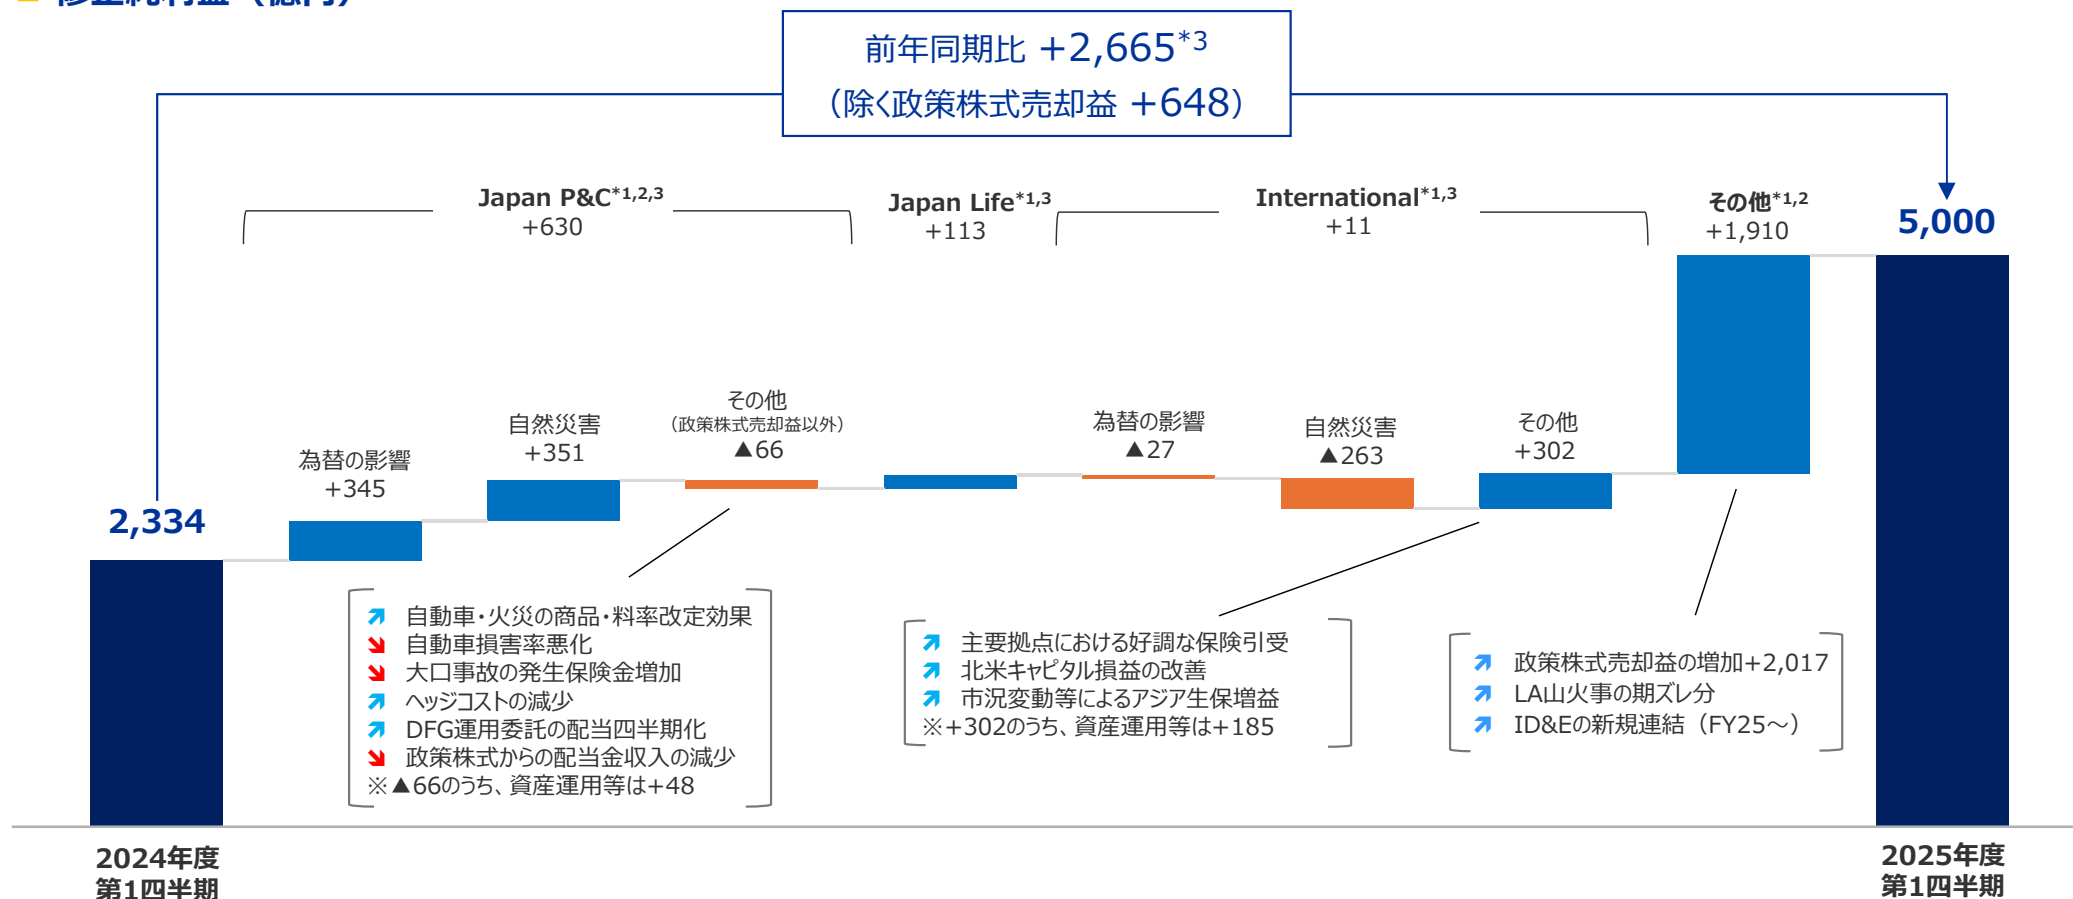 修正純利益（億円）
前年同期比 +2,665*3
（除く政策株式売却益 +648）
Japan P&C*1,2,3
+630
Japan Life*1,3
+113
International*1,3
+11
その他*1,2
+1,910
5,000
2,334
為替の影響
+345
自然災害
+351
その他
（政策株式売却益以外）
▲66
為替の影響
▲27
自然災害
▲263
その他
+302
自動車・火災の商品・料率改定効果
自動車損害率悪化
大口事故の発生保険金増加
ヘッジコストの減少
DFG運用委託の配当四半期化
政策株式からの配当金収入の減少
※▲66のうち、資産運用等は+48
主要拠点における好調な保険引受
北米キャピタル損益の改善
市況変動等によるアジア生保増益
※+302のうち、資産運用等は+185
政策株式売却益の増加+2,017
LA山火事の期ズレ分
ID&Eの新規連結（FY25～）
2024年度
第1四半期
2025年度
第1四半期